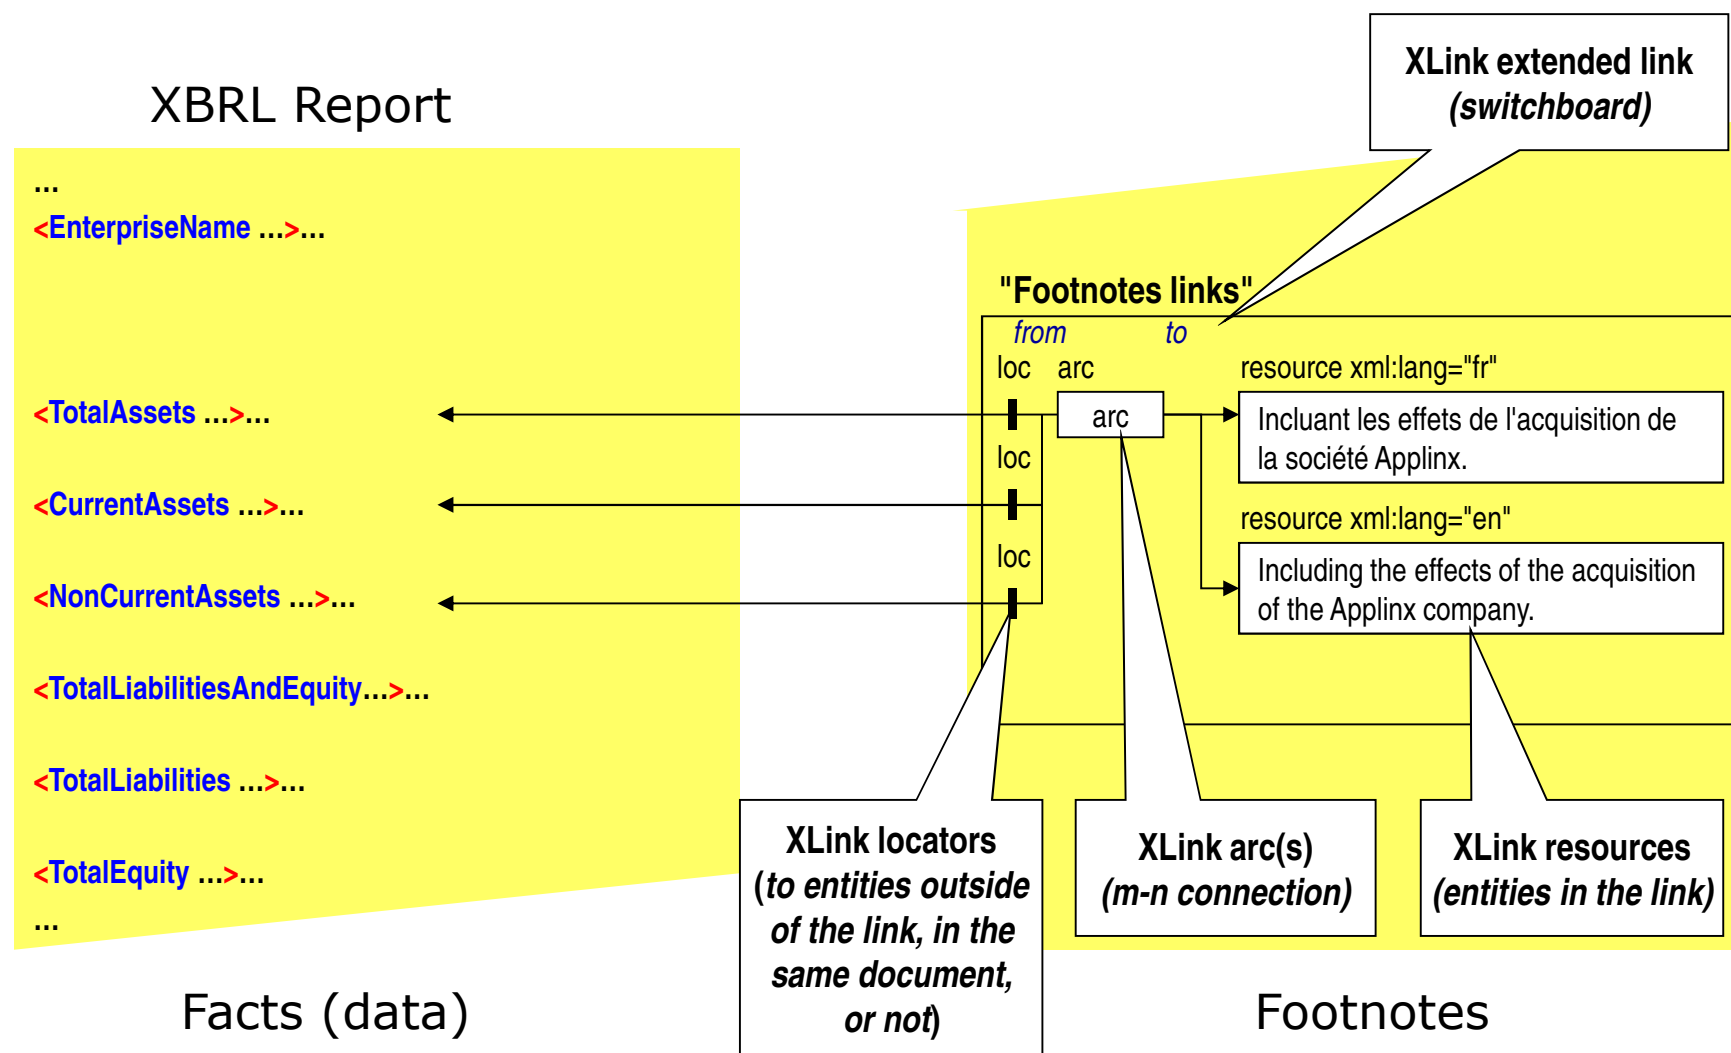 XBRL Report
...
<EnterpriseName ...>...
<TotalAssets ...>...
<CurrentAssets ...>...
<NonCurrentAssets ...>...
<TotalLiabilitiesAndEquity...>...
<TotalLiabilities ...>...
<TotalEquity ...>...
...
Facts (data)
XLink extended link
(switchboard)
"Footnotes links"
from to
loc arc
resource xml:lang="fr"
arc
Incluant les effets de l'acquisition de
la société Applinx.
loc
resource xml:lang="en"
loc
Including the effects of the acquisition
of the Applinx company.
XLink locators
(to entities outside
of the link, in the
same document,
or not)
XLink arc(s)
(m-n connection)
XLink resources
(entities in the link)
Footnotes